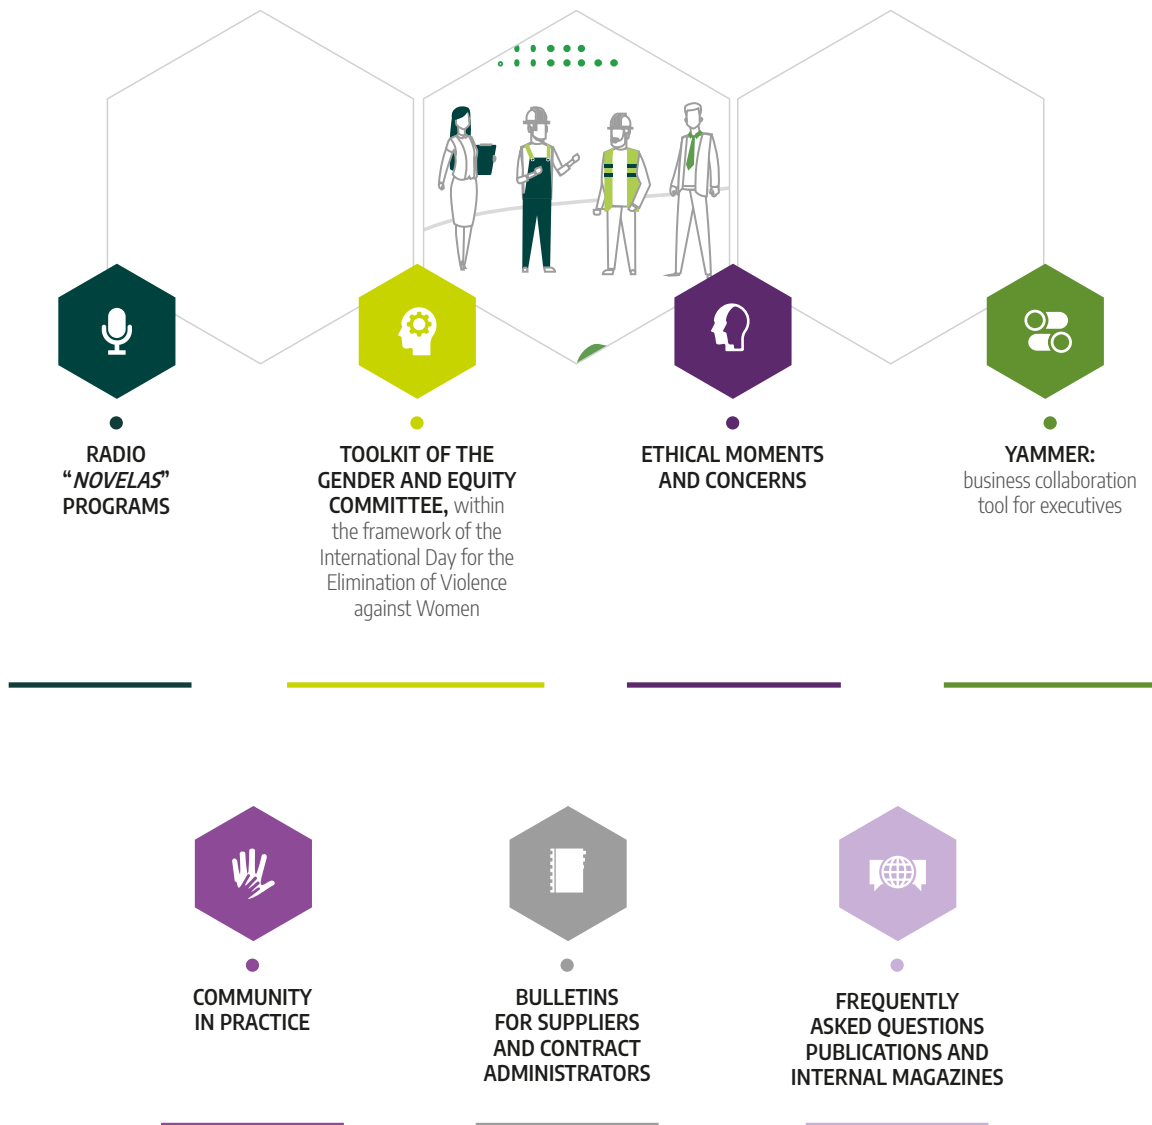 RADIO
“NOVELAS”
PROGRAMS
TOOLKIT OF THE
GENDER AND EQUITY
COMMITTEE, within
the framework of the
International Day for the
Elimination of Violence
against Women
ETHICAL MOMENTS
AND CONCERNS
YAMMER:
business collaboration
tool for executives
COMMUNITY
IN PRACTICE
BULLETINS
FOR SUPPLIERS
AND CONTRACT
ADMINISTRATORS
FREQUENTLY
ASKED QUESTIONS
PUBLICATIONS AND
INTERNAL MAGAZINES